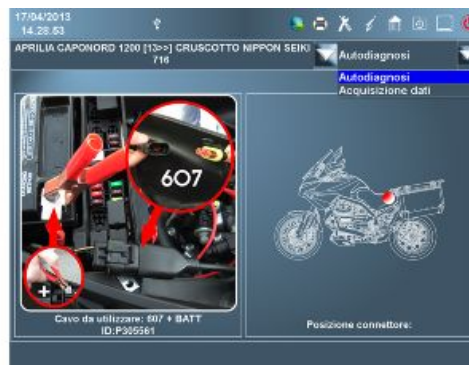 17/04/2013
14.28.53
APRILIA CAPONORD 1200 [13>>] CRUSCOTTO NIPPON SEIKI
716
Autodiagnosi
Autodiagnosi
Acquisizione dati
607
+ -
Cavo da utilizzare: 607 + BATT
ID:P305561
Posizione connettore: